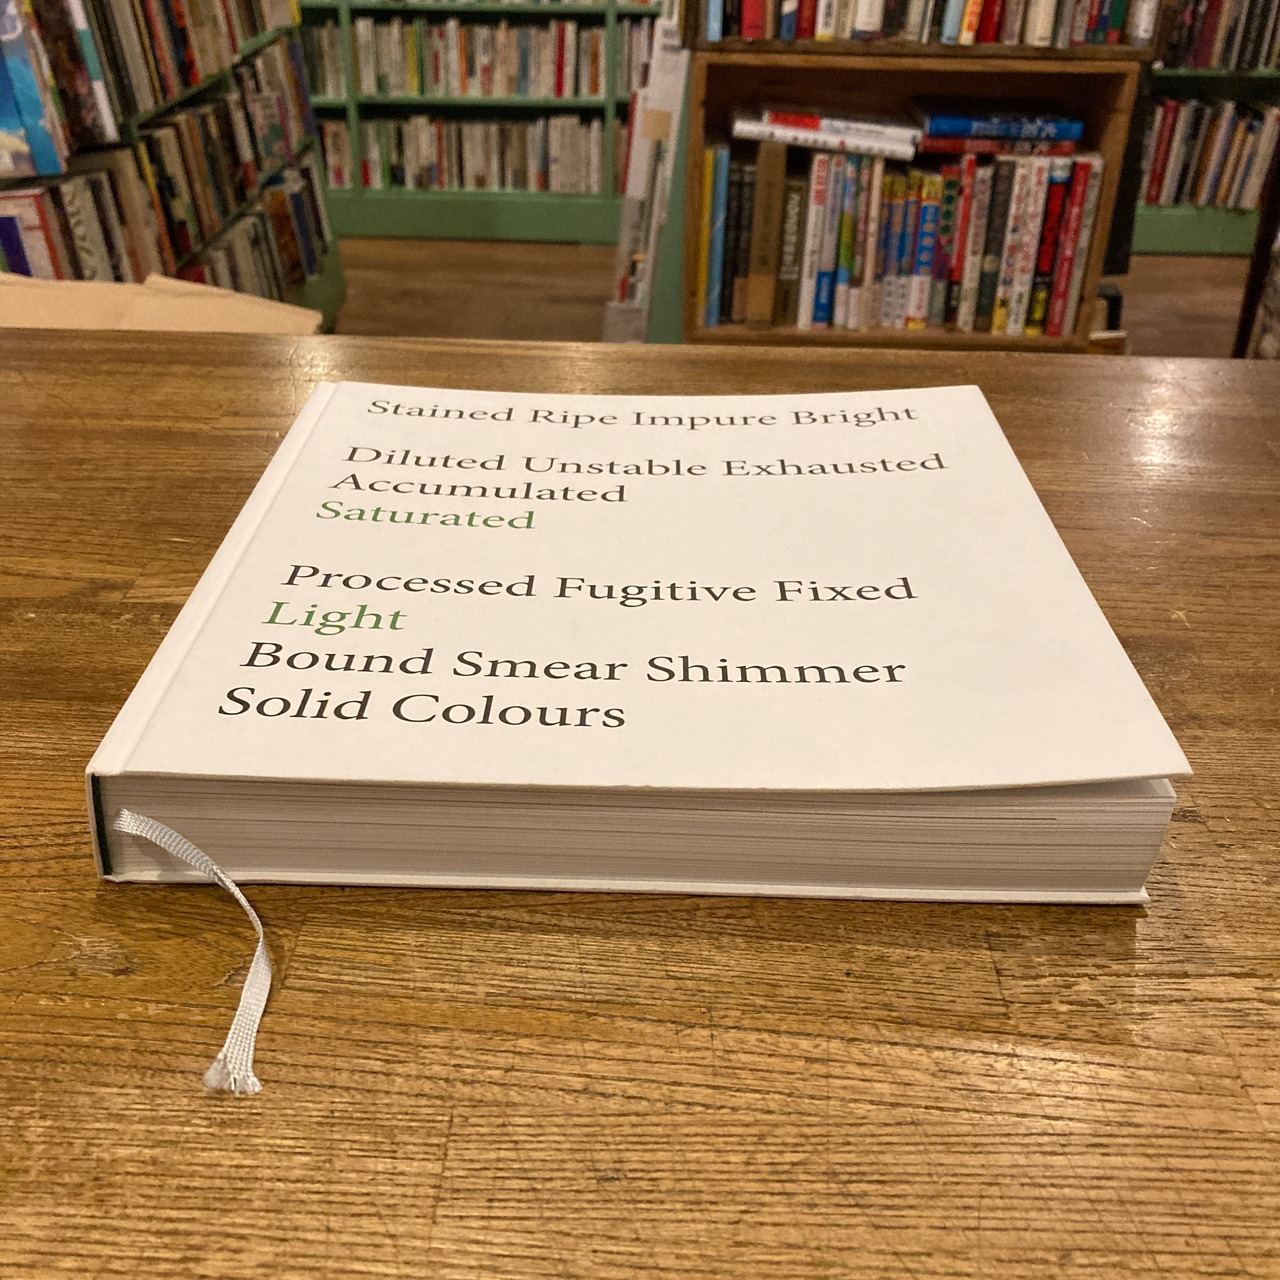 Stained Ripe Impure Bright
Diluted Unstable Exhausted
Accumulated
Saturated
Processed Fugitive Fixed
Light
Bound Smear Shimmer
Solid Colours